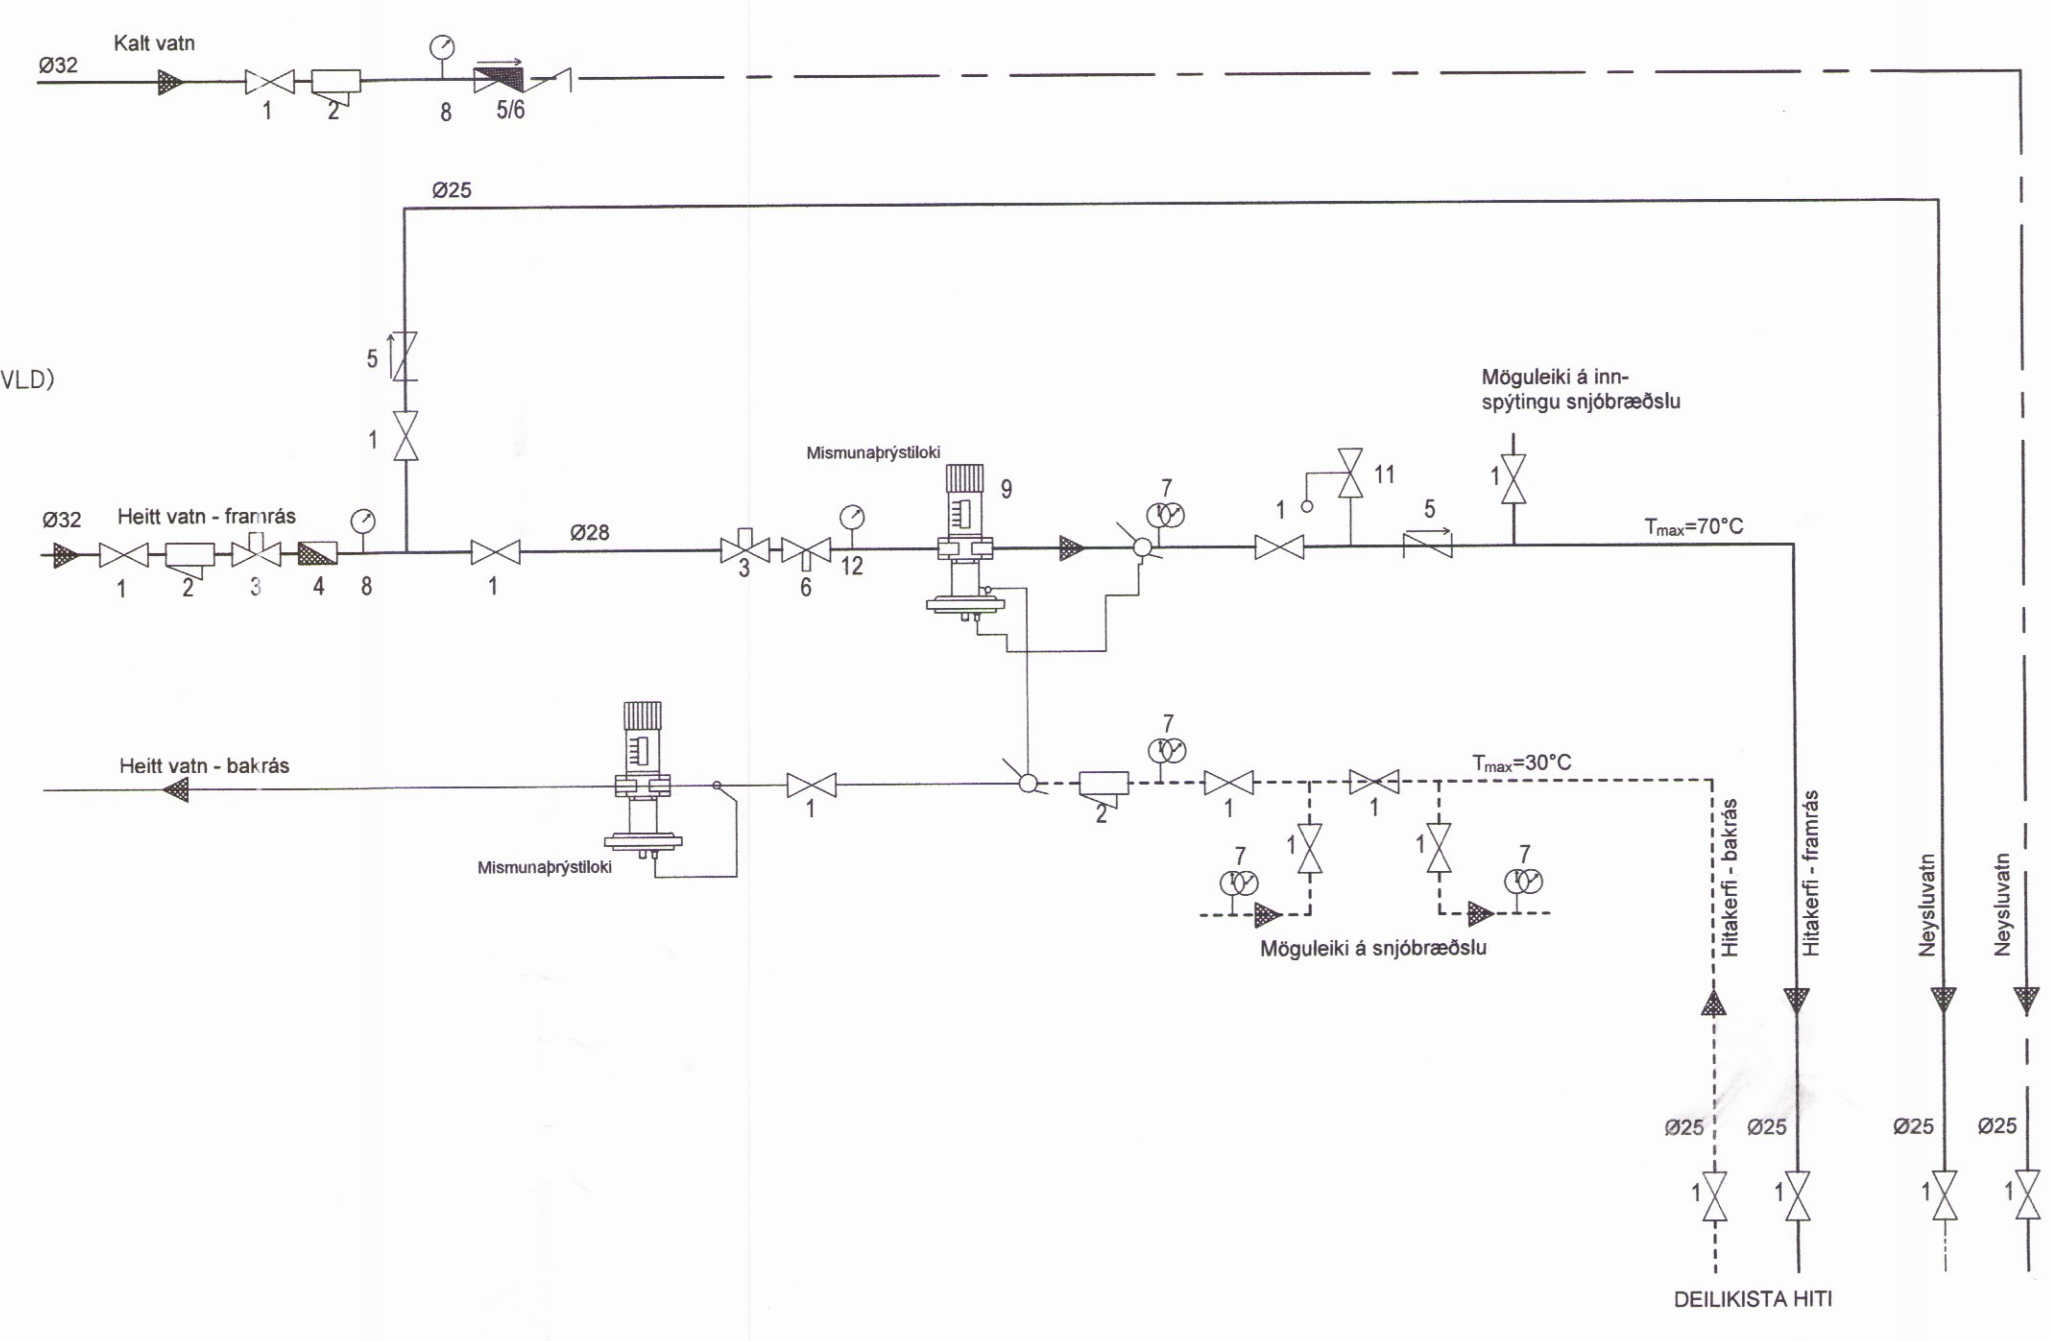 Kalt vatn
Ø32
1
2
8
5/6
Ø25
5
VLD)
1
Möguleiki á inn-
spýtingu snjóbræðslu
Mismunaþrýstiloki
9
7
1
11
1
5
Ø32
Heitt vatn - framrás
Ø28
Tmax=70°C
1
2
3
4
8
1
3
6
12
Heitt vatn - bakrás
7
Tmax=30°C
1
2
1
1
Mismunaþrýstiloki
1
1
7
7
Möguleiki á snjóbræðslu
Hitakerfi - bakrás
Hitakerfi - framrás
Neysluvatn
Neysluvatn
Ø25
Ø25
Ø25
Ø25
1
1
1
1
DEILIKISTA HITI